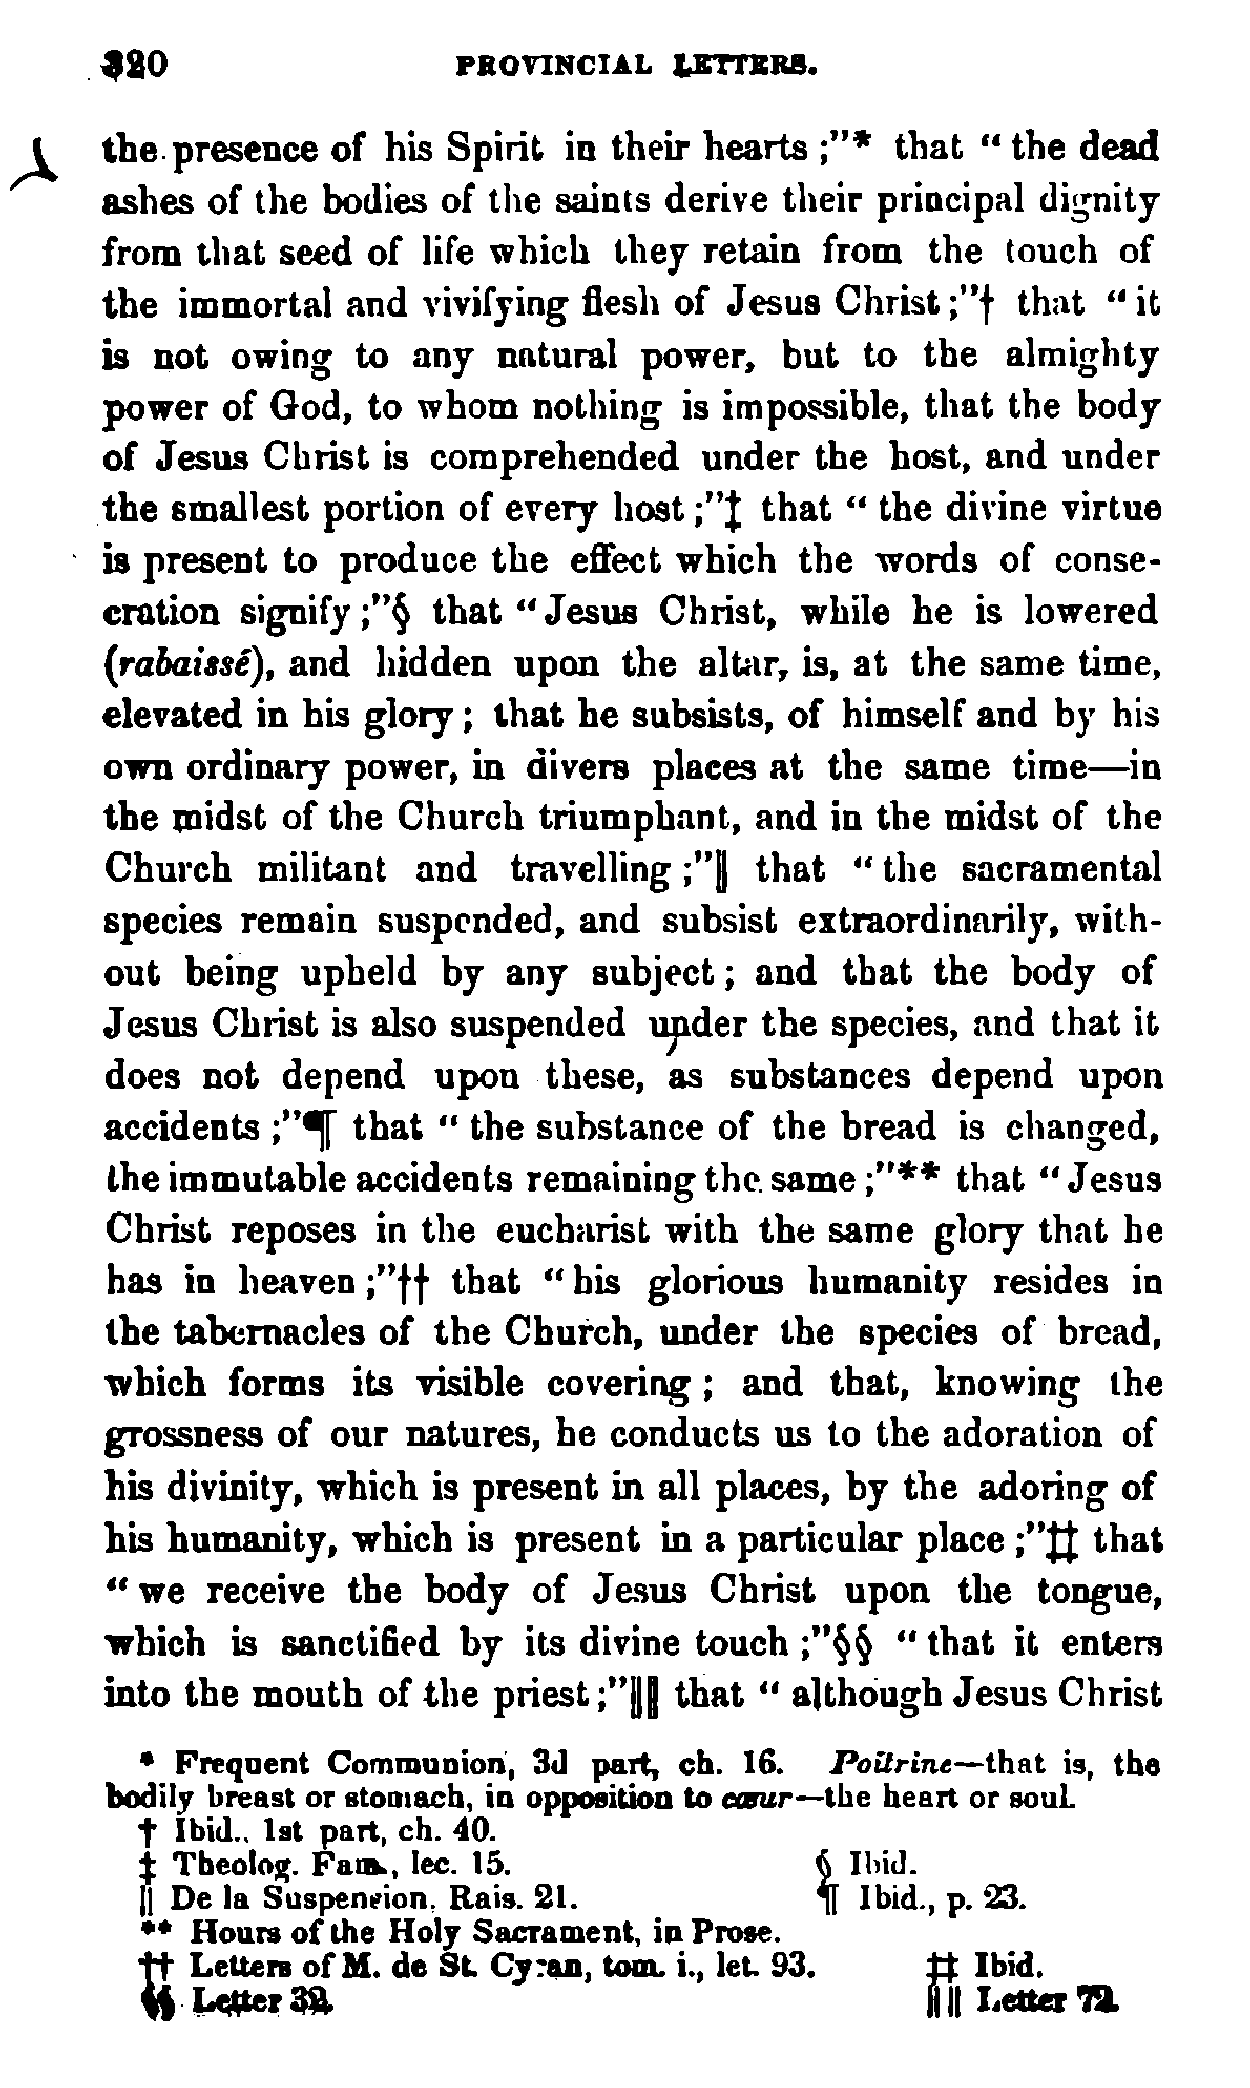 320 PROVINCIAL LETTERS.
the presence of his Spirit in their hearts ;"* that " the dead
ashes of the bodies of the saints derive their principal dignity
from that seed of life which they retain from the touch of
the immortal and vivifying flesh of Jesus Christ ;"† that " it
is not owing to any natural power, but to the almighty
power of God, to whom nothing is impossible, that the body
of Jesus Christ is comprehended under the host, and under
the smallest portion of every host ;"‡ that " the divine virtue
is present to produce the effect which the words of conse-
cration signify ;"§ that " Jesus Christ, while he is lowered
(rabaissé), and hidden upon the altar, is, at the same time,
elevated in his glory ; that he subsists, of himself and by his
own ordinary power, in divers places at the same time—in
the midst of the Church triumphant, and in the midst of the
Church militant and travelling ;"‖ that " the sacramental
species remain suspended, and subsist extraordinarily, with-
out being upheld by any subject ; and that the body of
Jesus Christ is also suspended under the species, and that it
does not depend upon these, as substances depend upon
accidents ;"¶ that " the substance of the bread is changed,
the immutable accidents remaining the same ;"** that " Jesus
Christ reposes in the eucharist with the same glory that he
has in heaven ;"†† that " his glorious humanity resides in
the tabernacles of the Church, under the species of bread,
which forms its visible covering ; and that, knowing the
grossness of our natures, he conducts us to the adoration of
his divinity, which is present in all places, by the adoring of
his humanity, which is present in a particular place ;"‡‡ that
" we receive the body of Jesus Christ upon the tongue,
which is sanctified by its divine touch ;"§§ " that it enters
into the mouth of the priest ;"‖‖ that " although Jesus Christ
* Frequent Communion, 3d part, ch. 16. Poitrine—that is, the
bodily breast or stomach, in opposition to cœur—the heart or soul.
† Ibid., 1st part, ch. 40.
‡ Theolog. Fam., lec. 15. § Ibid.
‖ De la Suspension, Rais. 21. ¶ Ibid., p. 23.
** Hours of the Holy Sacrament, in Prose.
†† Letters of M. de St. Cyran, tom. i., let. 93. ‡‡ Ibid.
§§ Letter 32. ‖‖ Letter 72.